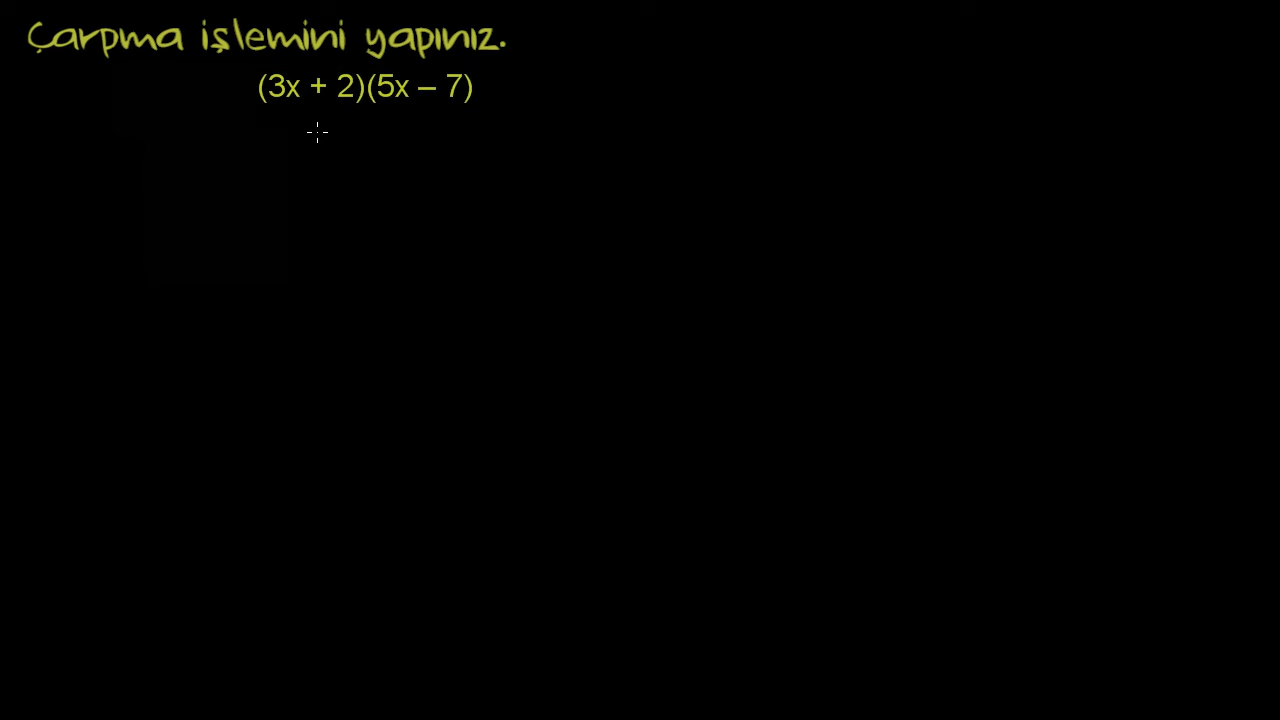 Çarpma işlemini yapınız.
(3x + 2)(5x – 7)